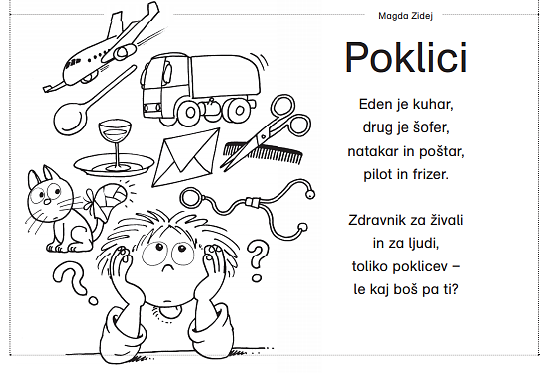 Magda Zidej
Poklici
Eden je kuhar,
drug je šofer,
natakar in poštar,
pilot in frizer.
Zdravnik za živali
in za ljudi,
toliko poklicev –
le kaj boš pa ti?